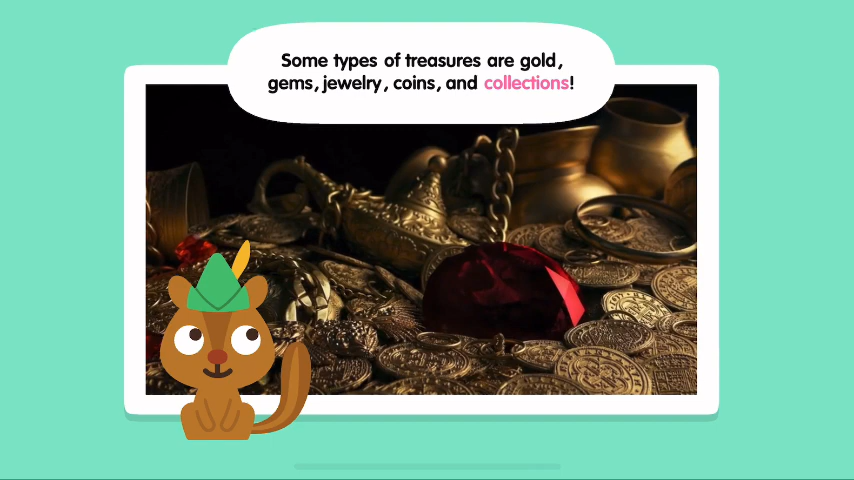 Some types of treasures are gold,
gems, jewelry, coins, and collections!